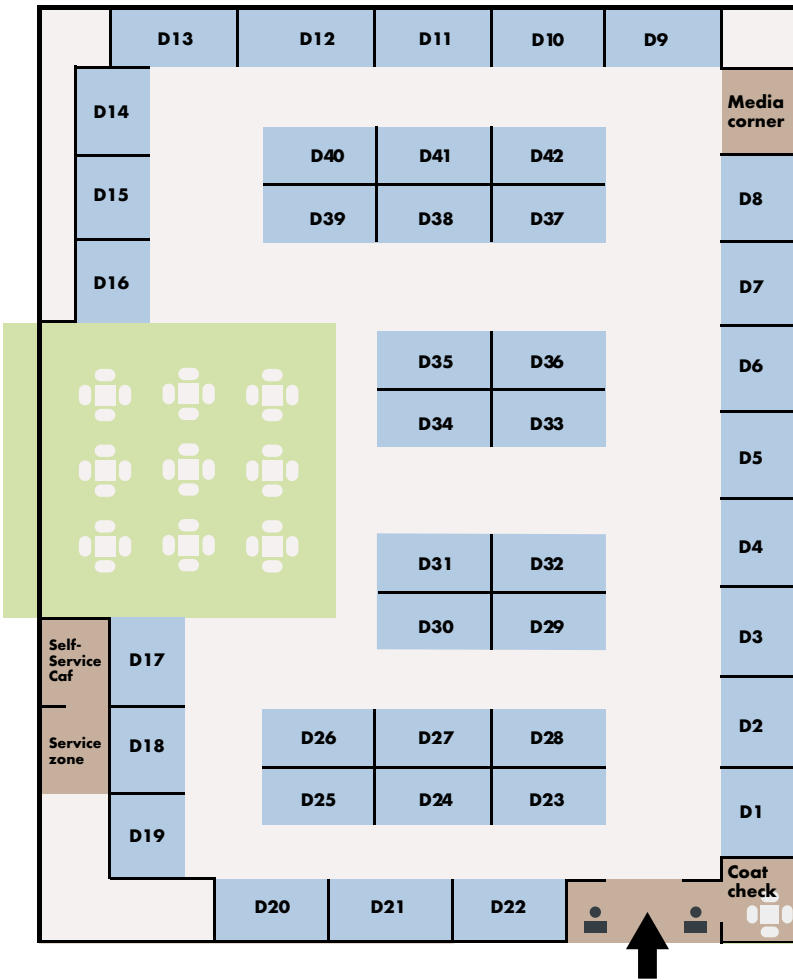 D13
D12
D11
D10
D9
D14
Media
corner
D40
D41
D42
D15
D8
D39
D38
D37
D16
D7
D35
D36
D6
D34
D33
D5
D31
D32
D4
D30
D29
D3
Self-
Service
Caf
D17
D2
D26
D27
D28
Service
zone
D18
D25
D24
D23
D1
D19
Coat
check
D20
D21
D22